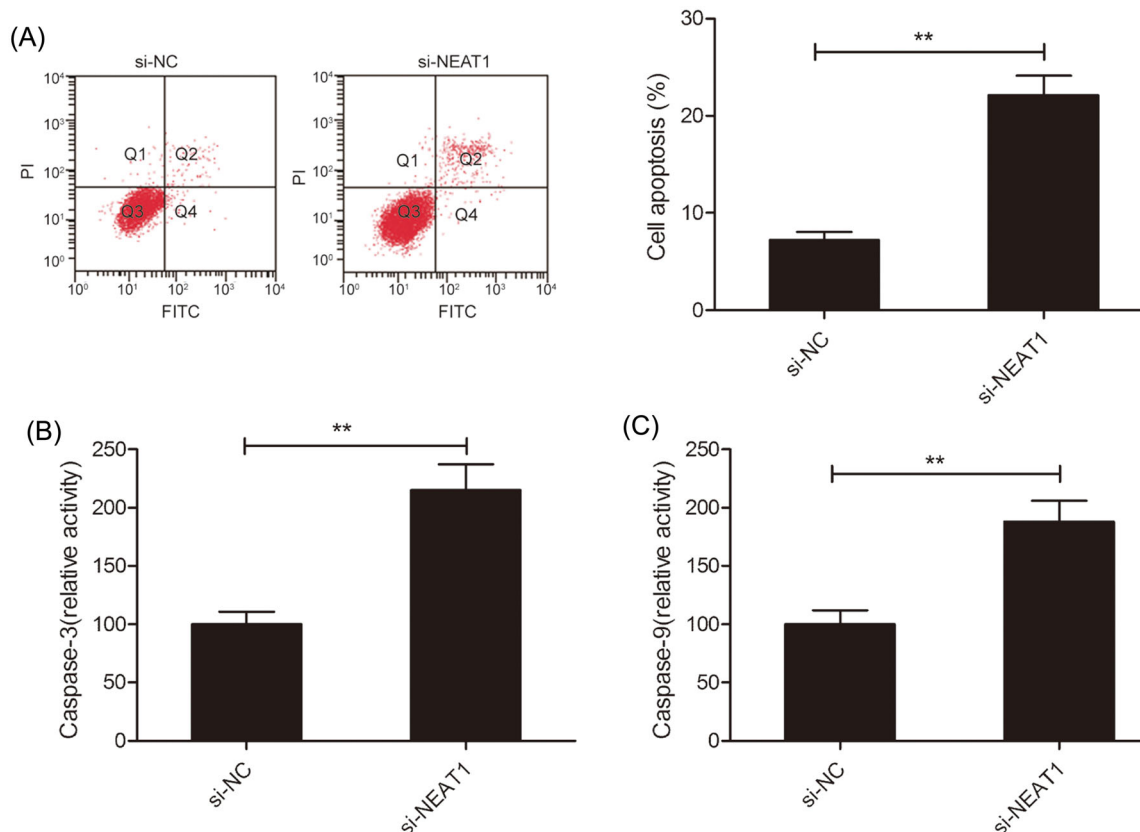 (A)
si-NC
10⁴
10³
10²
10¹
10⁰
PI
Q1
Q2
Q3
Q4
10⁰
10¹
10²
10³
10⁴
FITC
si-NEAT1
10⁴
10³
10²
10¹
10⁰
PI
Q1
Q2
Q3
Q4
10⁰
10¹
10²
10³
10⁴
FITC
30
20
10
0
Cell apoptosis (%)
**
si-NC
si-NEAT1
(B)
250
200
150
100
50
0
Caspase-3(relative activity)
**
si-NC
si-NEAT1
(C)
250
200
150
100
50
0
Caspase-9(relative activity)
**
si-NC
si-NEAT1